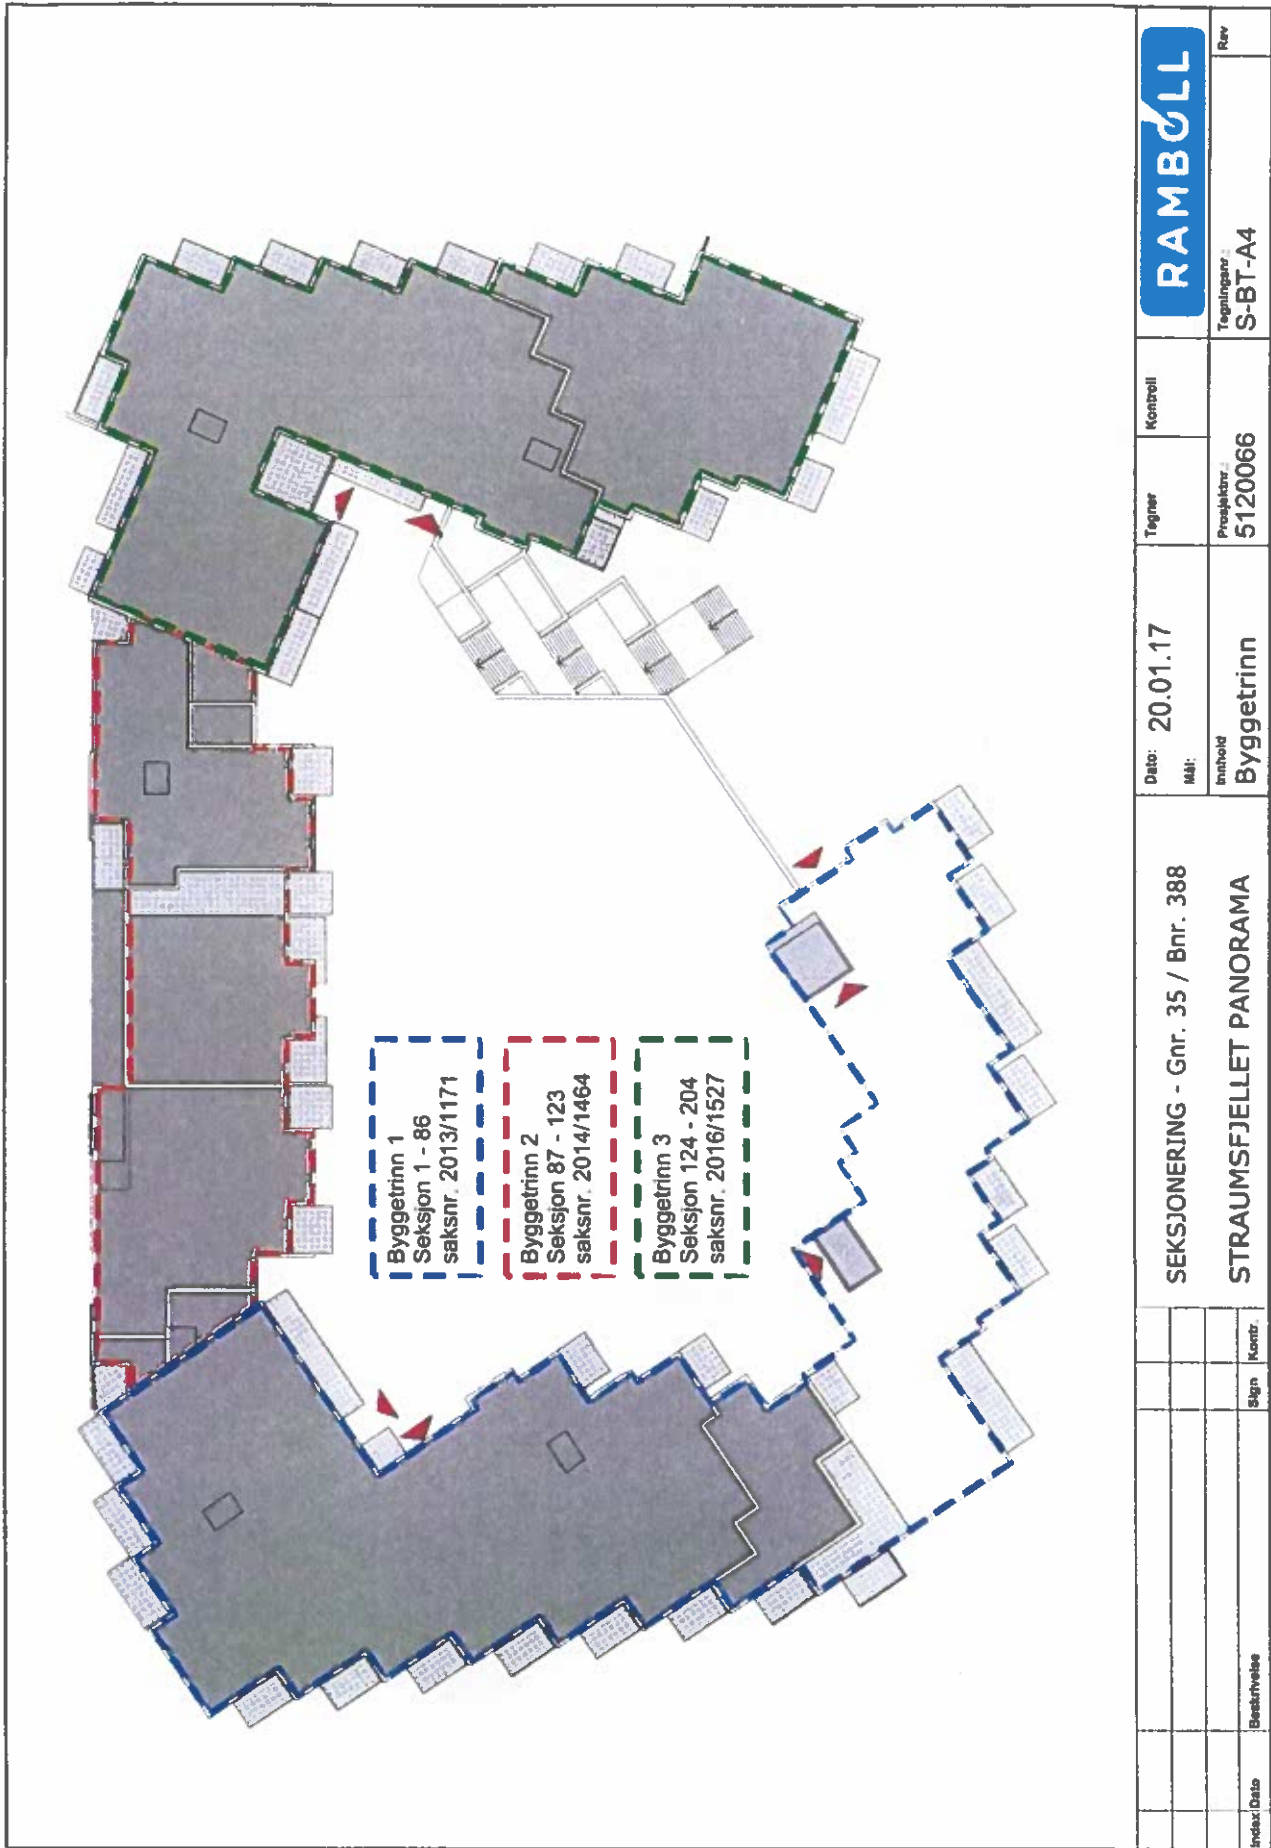 Byggetrinn 1
Seksjon 1 - 86
saksnr. 2013/1171
Byggetrinn 2
Seksjon 87 - 123
saksnr. 2014/1464
Byggetrinn 3
Seksjon 124 - 204
saksnr. 2016/1527
Index Dato Beskrivelse Sign Kontr.
SEKSJONERING - Gnr. 35 / Bnr. 388
STRAUMSFJELLET PANORAMA
Dato: 20.01.17
Mål:
Tegner
Kontroll
RAMBOLL
Innhold
Byggetrinn
Prosjektnr.:
5120066
Tegningsnr.:
S-BT-A4
Rev